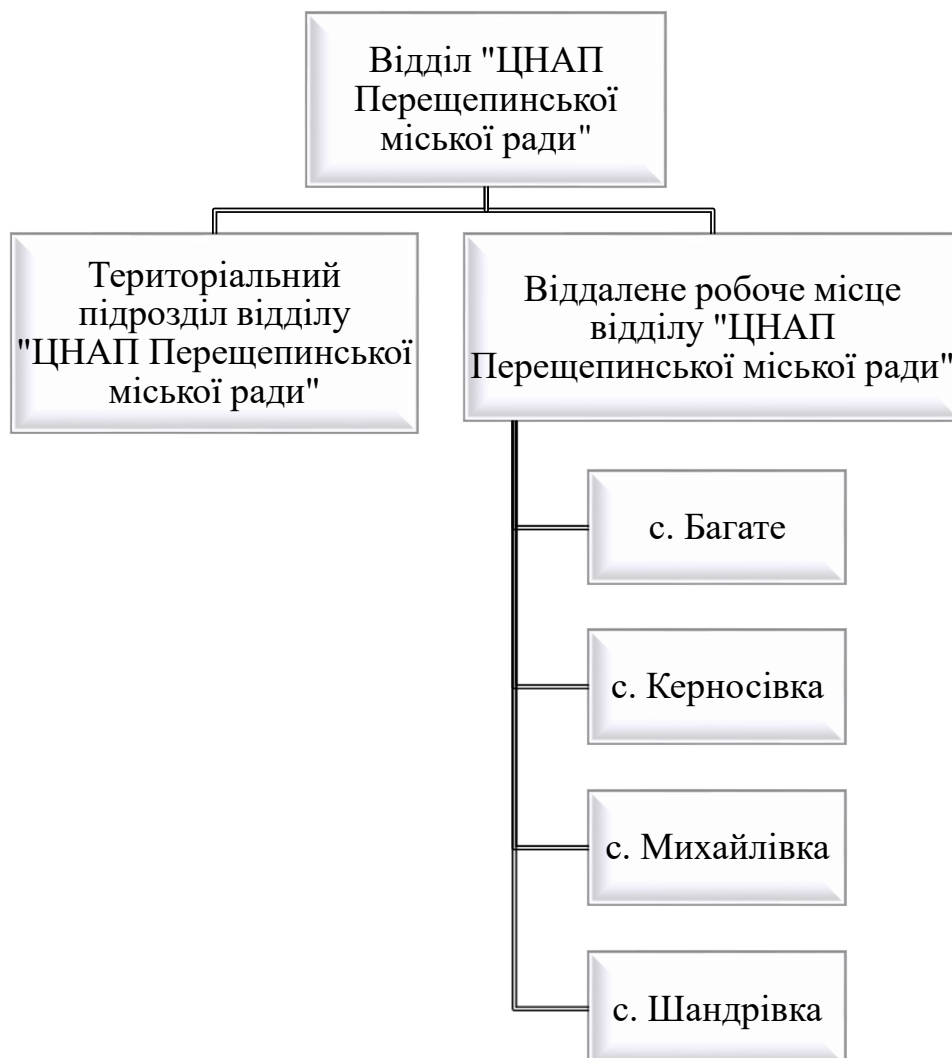 Відділ "ЦНАП
Перещепинської
міської ради"
Територіальний
підрозділ відділу
"ЦНАП Перещепинської
міської ради"
Віддалене робоче місце
відділу "ЦНАП
Перещепинської міської ради"
с. Багате
с. Керносівка
с. Михайлівка
с. Шандрівка